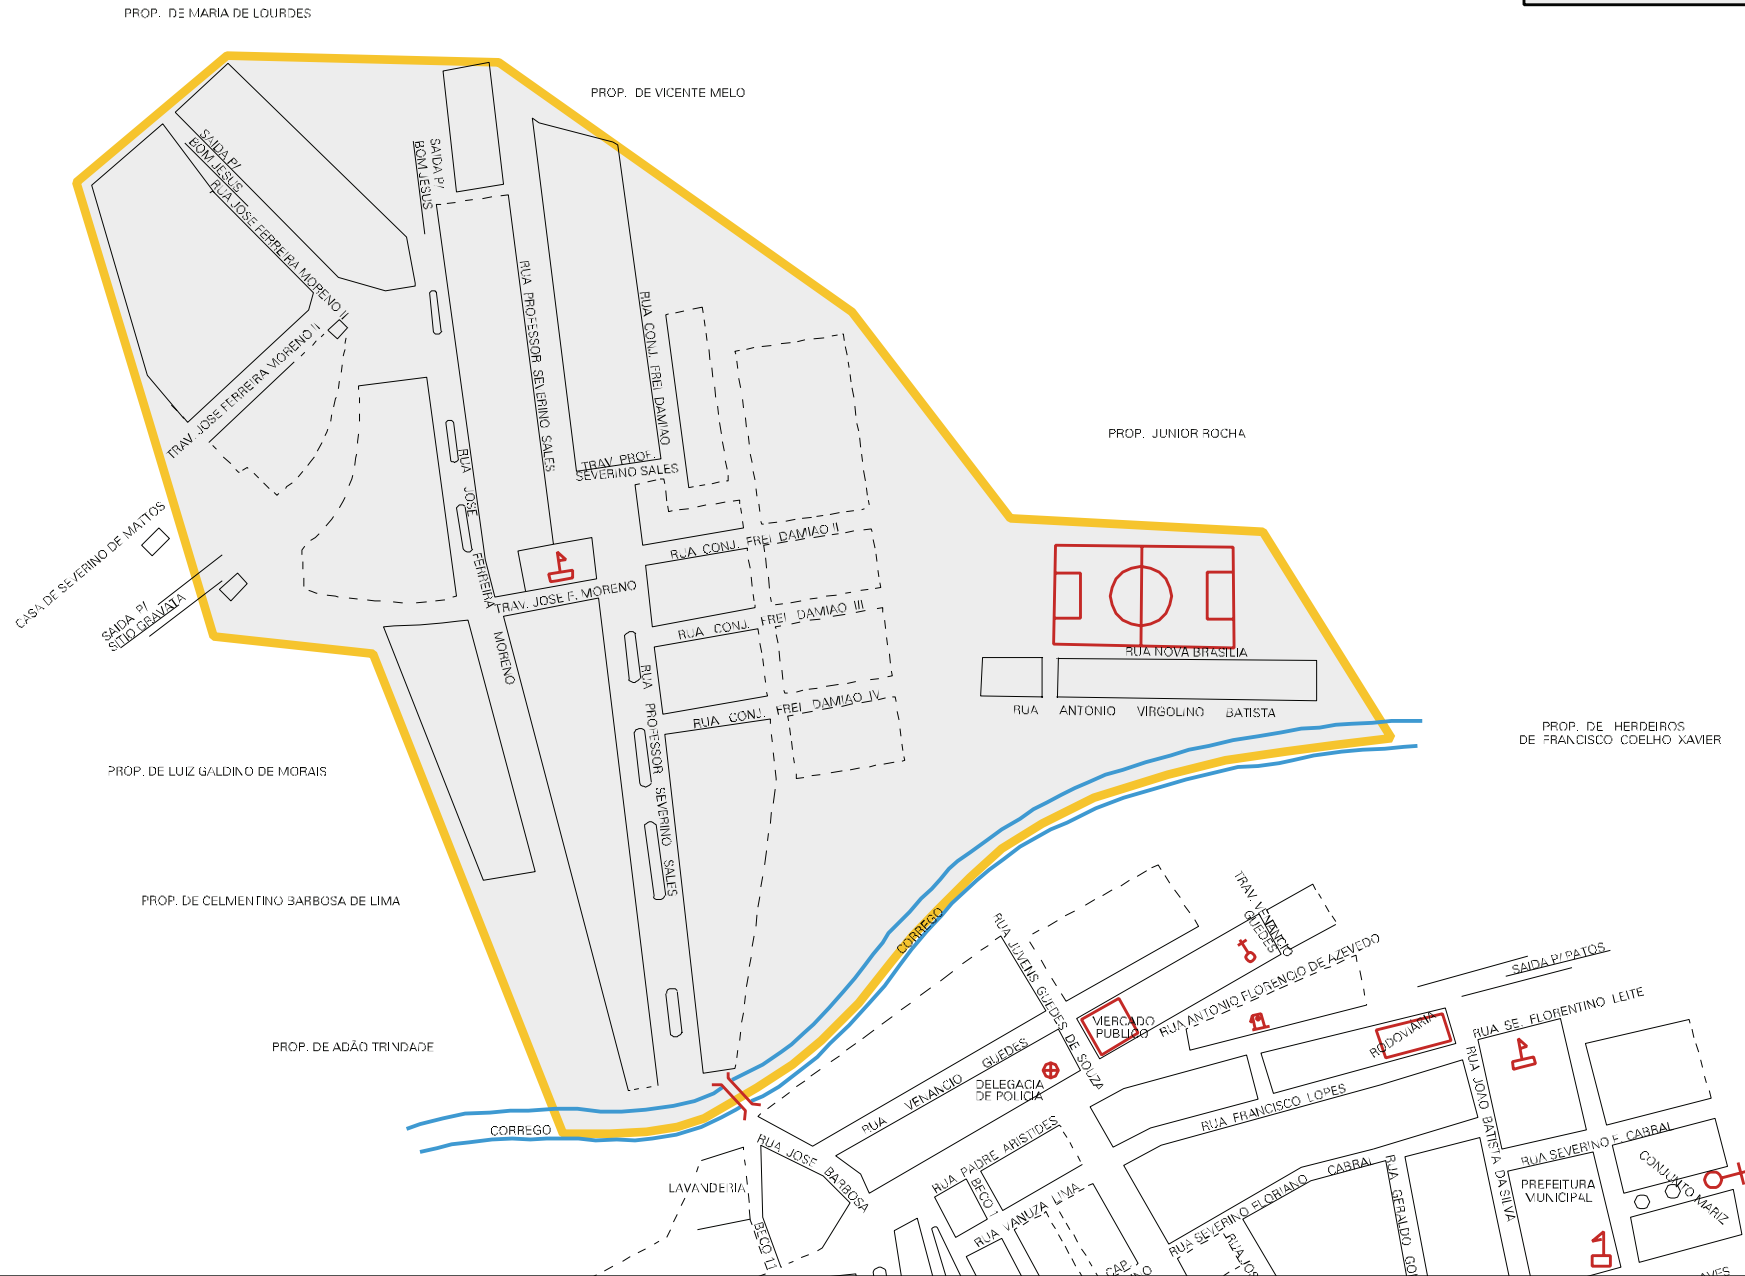 PROP. DE MARIA DE LOURDES
PROP. DE VICENTE MELO
SAIDA P/
BOM JESUS
RUA JOSE FERREIRA MORENO II
SAIDA P/
BOM JESUS
RUA PROFESSOR SEVERINO SALES
RUA CONJ. FREI DAMIAO
TRAV. JOSE FERREIRA MORENO II
TRAV. PROF.
SEVERINO SALES
PROP. JUNIOR ROCHA
RUA JOSE FERREIRA MORENO
CASA DE SEVERINO DE MATTOS
SAIDA P/
SITIO GRAVATA
RUA CONJ. FREI DAMIAO II
TRAV. JOSE F. MORENO
RUA CONJ. FREI DAMIAO III
RUA CONJ. FREI DAMIAO IV
RUA NOVA BRASILIA
RUA ANTONIO VIRGOLINO BATISTA
PROP. DE HERDEIROS
DE FRANCISCO COELHO XAVIER
RUA PROFESSOR SEVERINO SALES
PROP. DE LUIZ GALDINO DE MORAIS
PROP. DE CELMENTINO BARBOSA DE LIMA
PROP. DE ADÃO TRINDADE
CORREGO
CORREGO
RUA JUVENS GUEDES DE SOUZA
TRAV. VENANCIO
GUEDES
RUA ANTONIO FLORENCIO DE AZEVEDO
SAIDA P/ PATOS
MERCADO
PUBLICO
RODOVIÁRIA
RUA SE. FLORENTINO LEITE
RUA VENANCIO GUEDES
DELEGACIA
DE POLICIA
RUA FRANCISCO LOPES
RUA JOAO BATISTA DA SILVA
RUA SEVERINO F. CABRAL
RUA JOSE BARBOSA
RUA PADRE ARISTIDES
LAVANDERIA
BECO
RUA VANUZA LIMA
RUA SEVERINO FLORIANO CABRAL
RUA GERALDO
PREFEITURA
MUNICIPAL
CONJUNTO MARIZ
BECO
CAP.